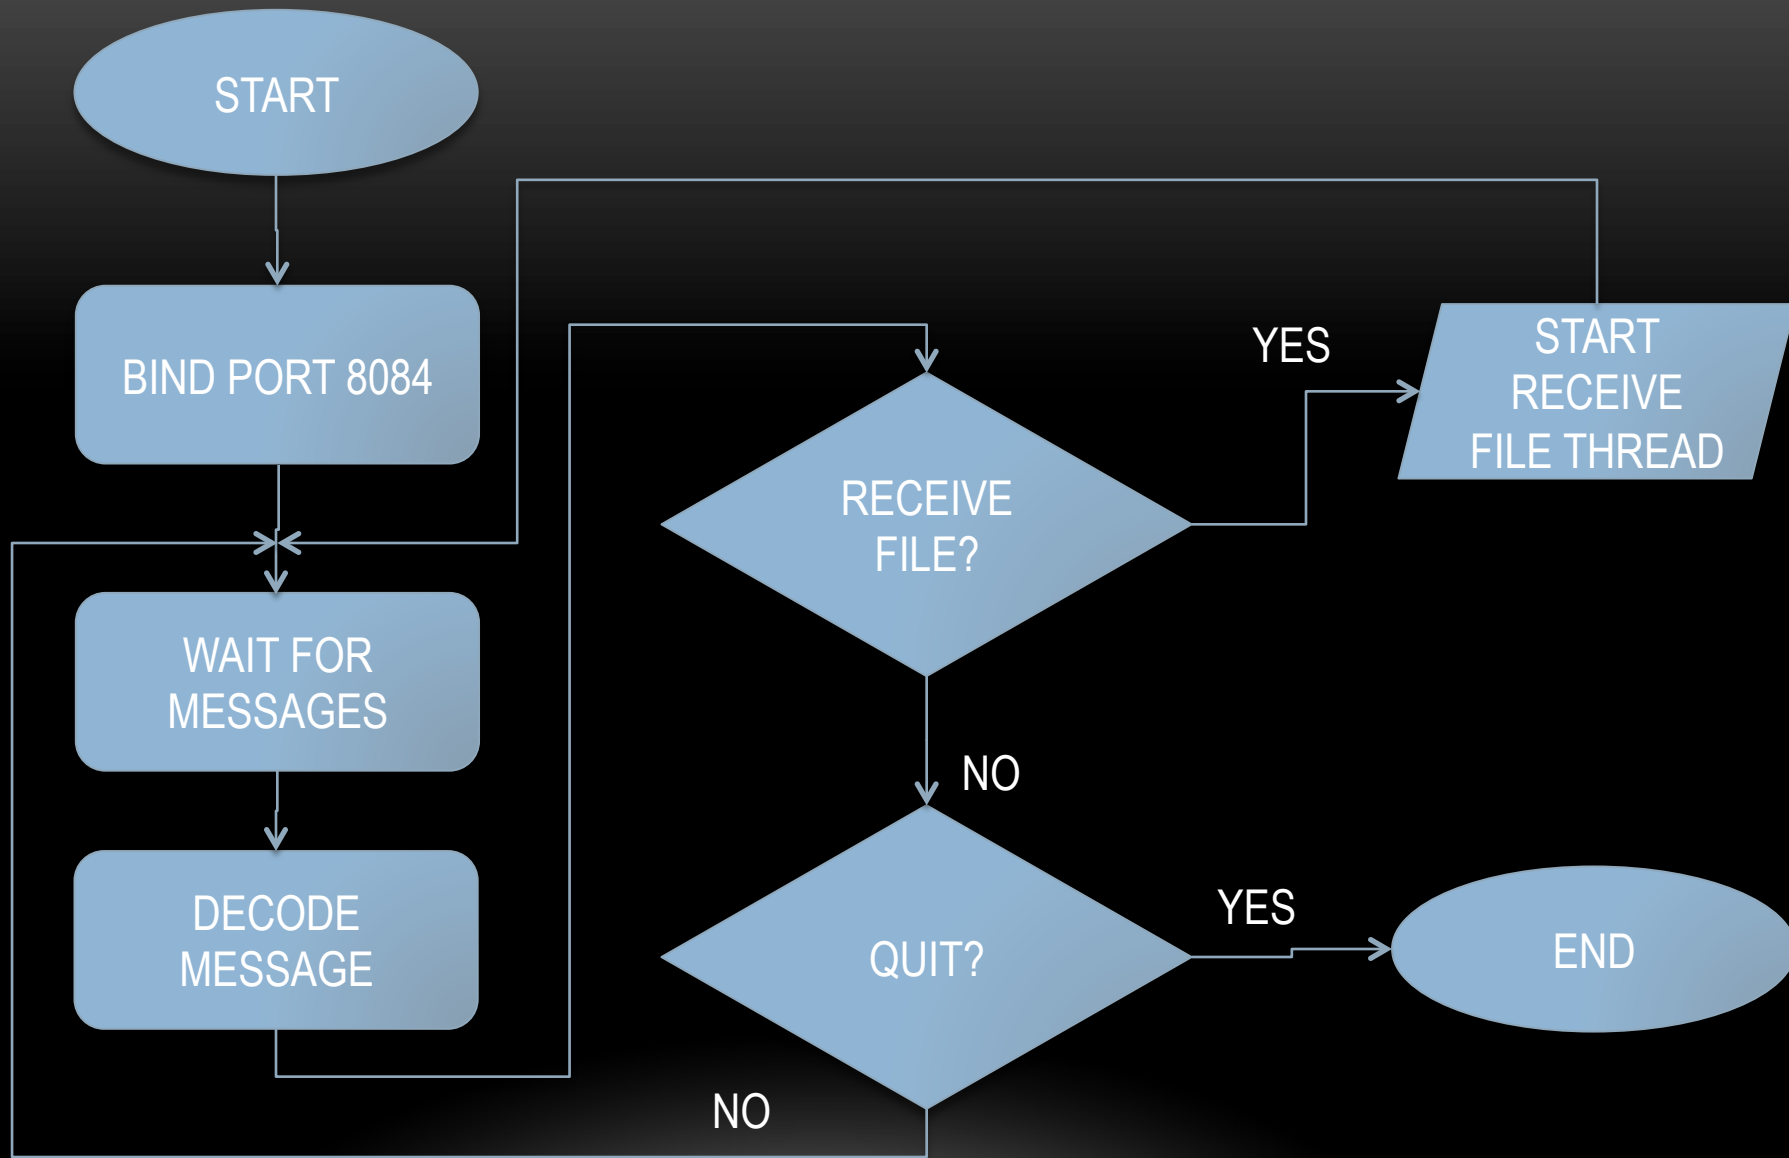 START
BIND PORT 8084
WAIT FOR
MESSAGES
DECODE
MESSAGE
RECEIVE
FILE?
YES
START
RECEIVE
FILE THREAD
NO
QUIT?
YES
END
NO